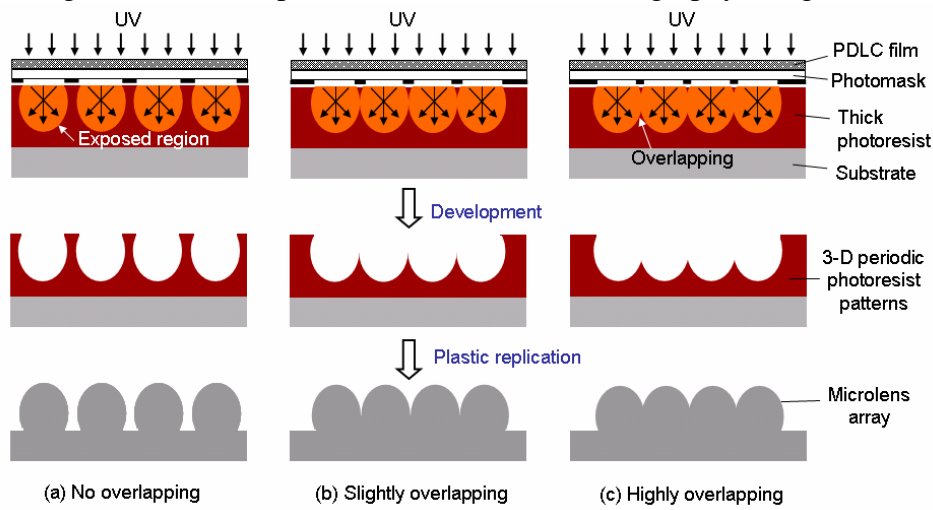 UV
UV
UV
PDLC film
Photomask
Thick
photoresist
Exposed region
Overlapping
Substrate
Development
3-D periodic
photoresist
patterns
Plastic replication
Microlens
array
(a) No overlapping
(b) Slightly overlapping
(c) Highly overlapping